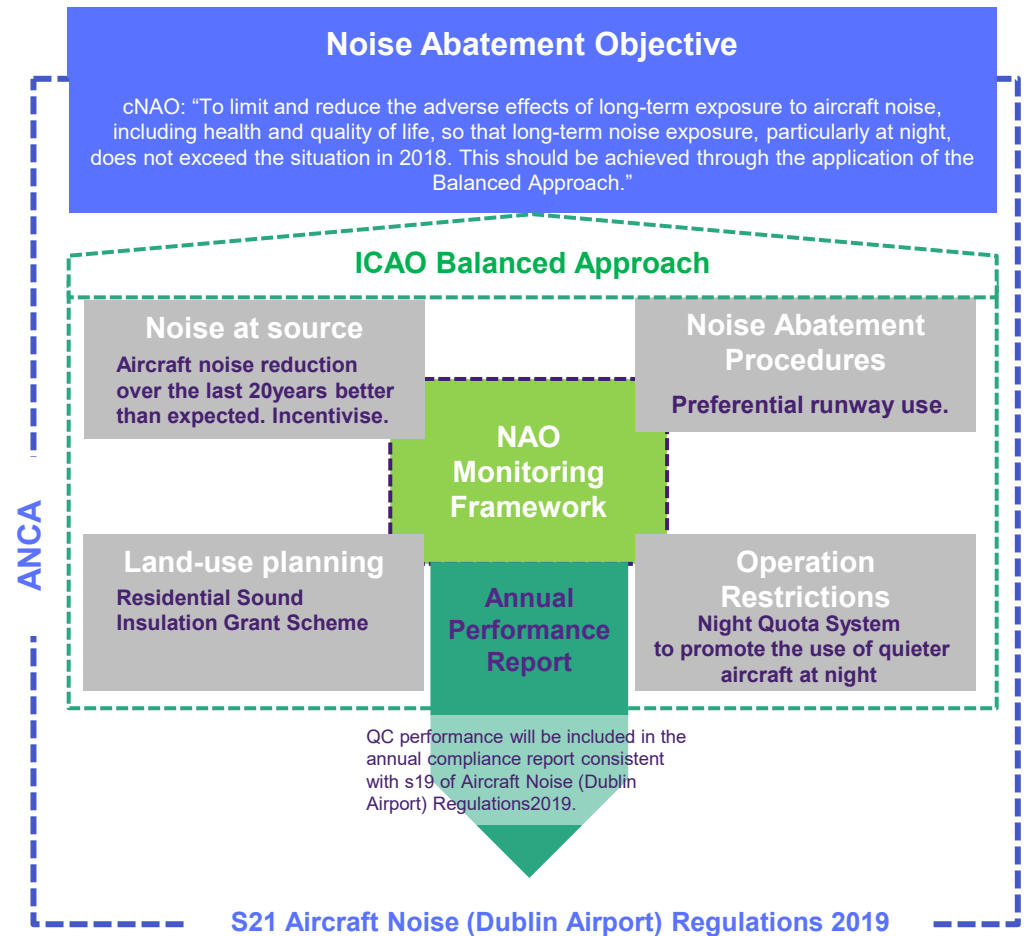 Noise Abatement Objective
cNAO: “To limit and reduce the adverse effects of long-term exposure to aircraft noise,
including health and quality of life, so that long-term noise exposure, particularly at night,
does not exceed the situation in 2018. This should be achieved through the application of the
Balanced Approach.”
ICAO Balanced Approach
Noise at source
Aircraft noise reduction
over the last 20years better
than expected. Incentivise.
Noise Abatement
Procedures
Preferential runway use.
NAO
Monitoring
Framework
ANCA
Land-use planning
Residential Sound
Insulation Grant Scheme
Annual
Performance
Report
Operation
Restrictions
Night Quota System
to promote the use of quieter
aircraft at night
QC performance will be included in the
annual compliance report consistent
with s19 of Aircraft Noise (Dublin
Airport) Regulations2019.
S21 Aircraft Noise (Dublin Airport) Regulations 2019